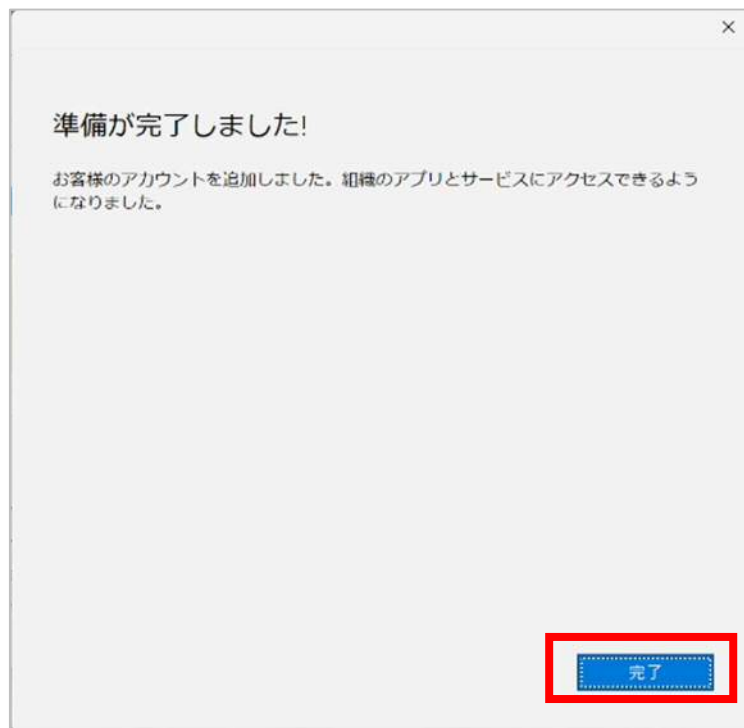 準備が完了しました!
お客様のアカウントを追加しました。組織のアプリとサービスにアクセスできるよう
になりました。
完了